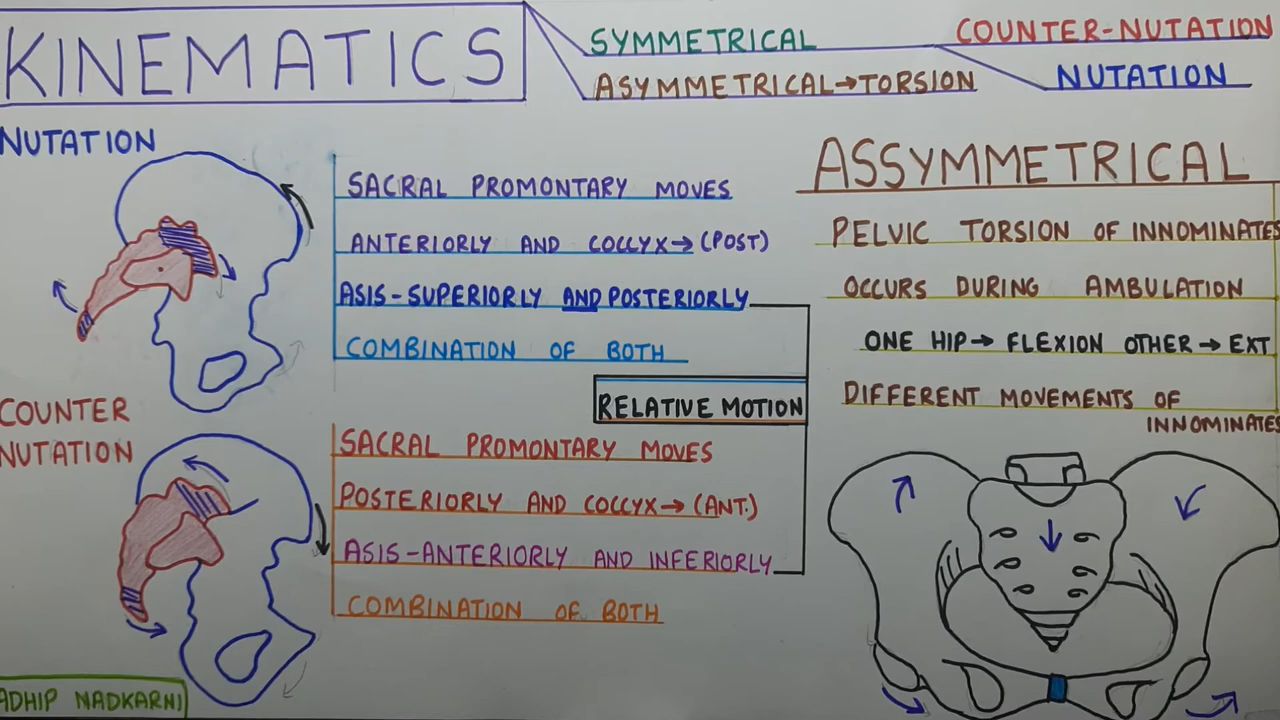 KINEMATICS
SYMMETRICAL
ASYMMETRICAL→TORSION
COUNTER-NUTATION
NUTATION
NUTATION
SACRAL PROMONTARY MOVES
ANTERIORLY AND COCCYX→(POST)
ASIS-SUPERIORLY AND POSTERIORLY
COMBINATION OF BOTH
RELATIVE MOTION
COUNTER
NUTATION
SACRAL PROMONTARY MOVES
POSTERIORLY AND COCCYX→(ANT.)
ASIS-ANTERIORLY AND INFERIORLY
COMBINATION OF BOTH
ASSYMMETRICAL
PELVIC TORSION OF INNOMINATES
OCCURS DURING AMBULATION
ONE HIP→ FLEXION OTHER→ EXT
DIFFERENT MOVEMENTS OF
INNOMINATES
ADHIP NADKARNI